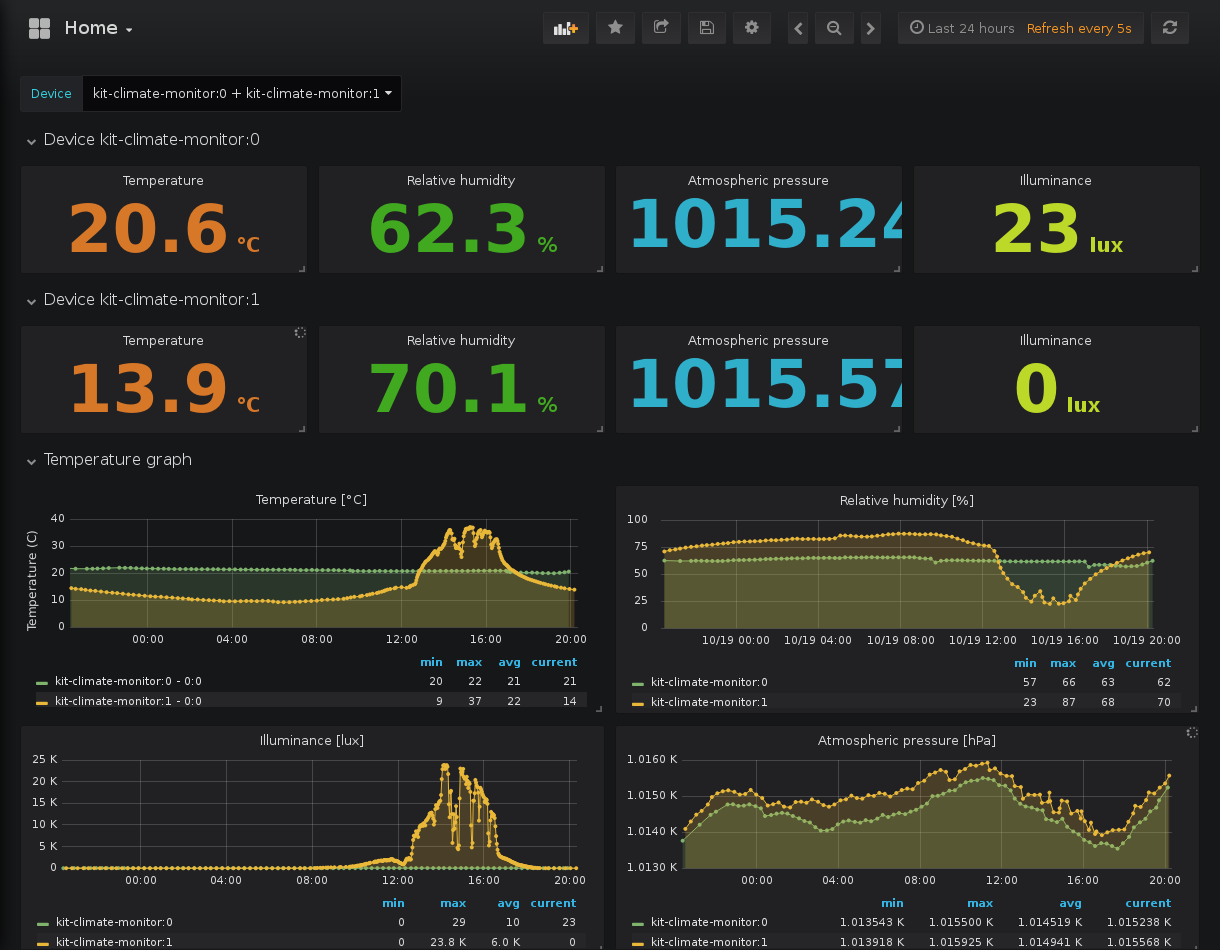 Home
Last 24 hours Refresh every 5s
Device kit-climate-monitor:0 + kit-climate-monitor:1
Device kit-climate-monitor:0
Temperature Relative humidity Atmospheric pressure Illuminance
20.6 °C 62.3 % 1015.24 23 lux
Device kit-climate-monitor:1
Temperature Relative humidity Atmospheric pressure Illuminance
13.9 °C 70.1 % 1015.57 0 lux
Temperature graph
Temperature [°C]
Temperature (C)
40
30
20
10
0
00:00 04:00 08:00 12:00 16:00 20:00
min max avg current
kit-climate-monitor:0 - 0:0 20 22 21 21
kit-climate-monitor:1 - 0:0 9 37 22 14
Relative humidity [%]
100
75
50
25
0
10/19 00:00 10/19 04:00 10/19 08:00 10/19 12:00 10/19 16:00 10/19 20:00
min max avg current
kit-climate-monitor:0 57 66 63 62
kit-climate-monitor:1 23 87 68 70
Illuminance [lux]
25 K
20 K
15 K
10 K
5 K
0
00:00 04:00 08:00 12:00 16:00 20:00
min max avg current
kit-climate-monitor:0 0 29 10 23
kit-climate-monitor:1 0 23.8 K 6.0 K 0
Atmospheric pressure [hPa]
1.0160 K
1.0150 K
1.0140 K
1.0130 K
00:00 04:00 08:00 12:00 16:00 20:00
min max avg current
kit-climate-monitor:0 1.013543 K 1.015500 K 1.014519 K 1.015238 K
kit-climate-monitor:1 1.013918 K 1.015925 K 1.014941 K 1.015568 K